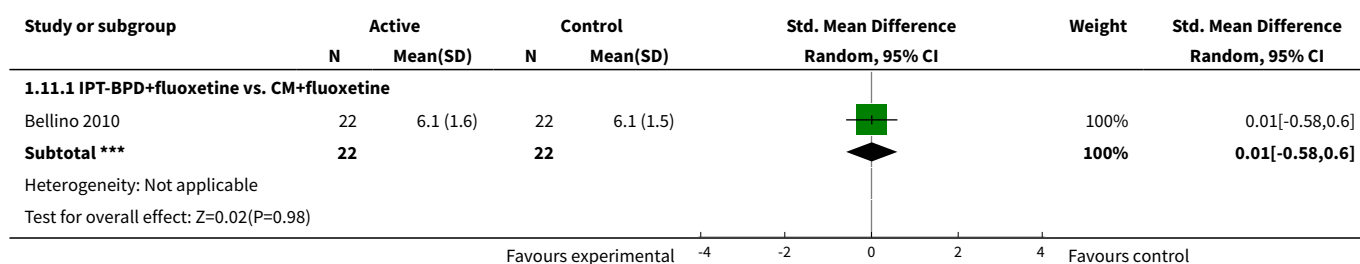 Study or subgroup Active Control Std. Mean Difference Weight Std. Mean Difference
N Mean(SD) N Mean(SD) Random, 95% CI Random, 95% CI
1.11.1 IPT-BPD+fluoxetine vs. CM+fluoxetine
Bellino 2010 22 6.1 (1.6) 22 6.1 (1.5) 100% 0.01[-0.58,0.6]
Subtotal *** 22 22 100% 0.01[-0.58,0.6]
Heterogeneity: Not applicable
Test for overall effect: Z=0.02(P=0.98)
Favours experimental -4 -2 0 2 4 Favours control